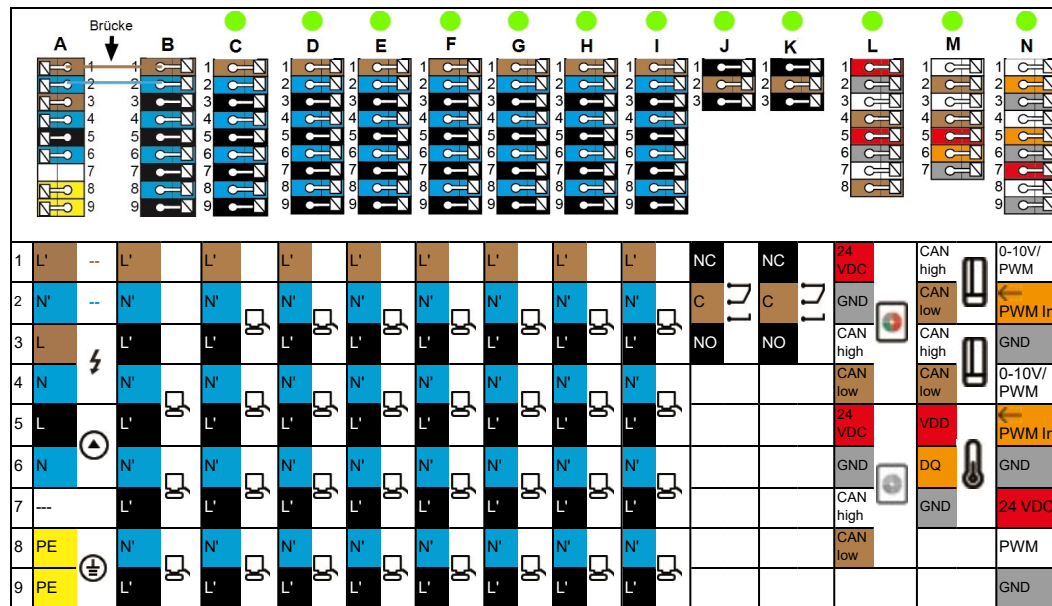 Brücke
A B C D E F G H I J K L M N
1 1 1 1 1 1 1 1 1 1 1 1 1 1
2 2 2 2 2 2 2 2 2 2 2 2 2 2
3 3 3 3 3 3 3 3 3 3 3 3 3 3
4 4 4 4 4 4 4 4 4 4 4 4
5 5 5 5 5 5 5 5 5 5 5 5
6 6 6 6 6 6 6 6 6 6 6 6
7 7 7 7 7 7 7 7 7 7 7 7
8 8 8 8 8 8 8 8 8 8 8
9 9 9 9 9 9 9 9 9 9
1 L' -- L' L' L' L' L' L' L' L' NC NC 24 VDC CAN high 0-10V/ PWM
2 N' -- N' N' N' N' N' N' N' N' C C GND CAN low PWM In
3 L L' L' L' L' L' L' L' L' NO NO CAN high CAN high GND
4 N N' N' N' N' N' N' N' N' CAN low CAN low 0-10V/ PWM
5 L L' L' L' L' L' L' L' L' 24 VDC VDD PWM In
6 N N' N' N' N' N' N' N' N' GND DQ GND
7 --- L' L' L' L' L' L' L' L' CAN high GND 24 VDC
8 PE N' N' N' N' N' N' N' N' CAN low PWM
9 PE L' L' L' L' L' L' L' L' GND